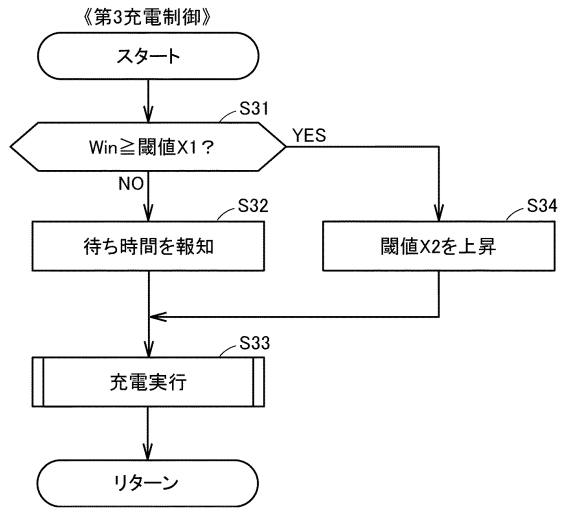 《第3充電制御》
スタート
S31
Win≧閾値X1？
YES
NO
S32
待ち時間を報知
S34
閾値X2を上昇
S33
充電実行
リターン